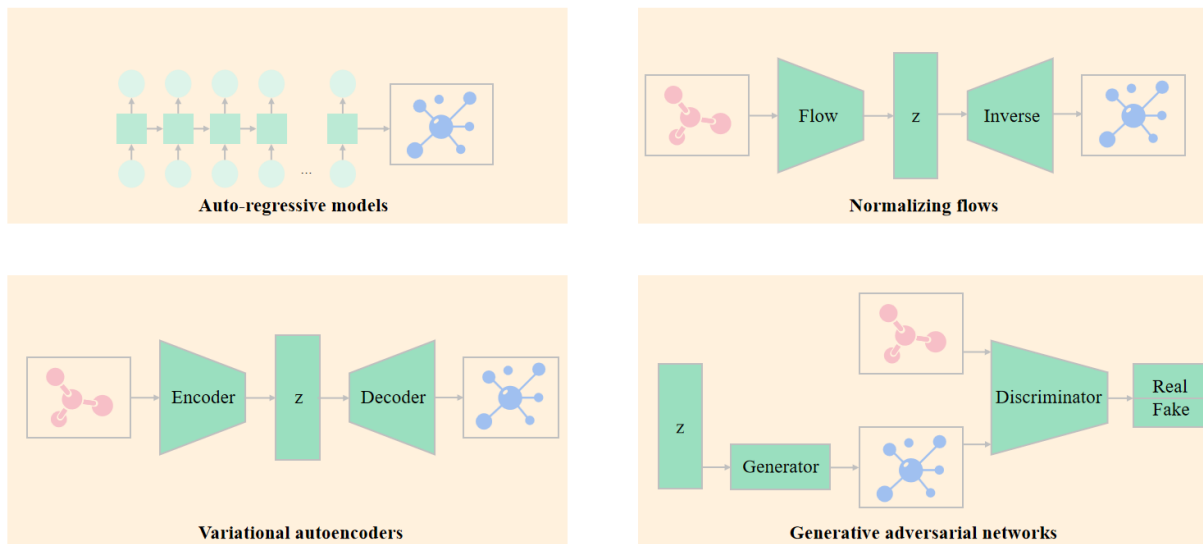 ...
Auto-regressive models
Flow
z
Inverse
Normalizing flows
Encoder
z
Decoder
Variational autoencoders
z
Generator
Discriminator
Real
Fake
Generative adversarial networks